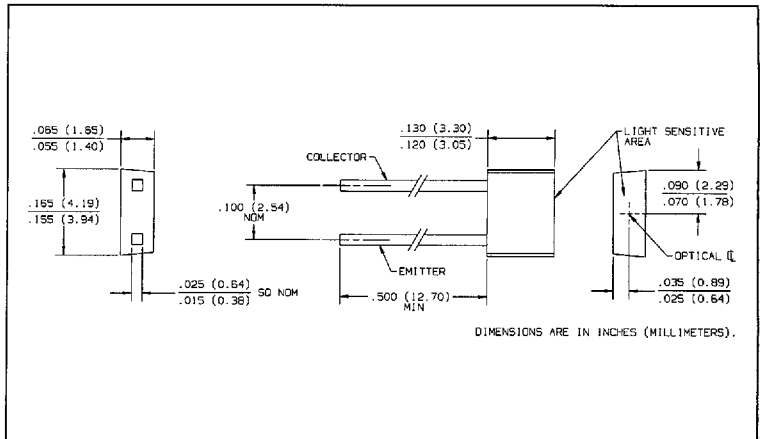 .065 (1.65)
.055 (1.40)
.165 (4.19)
.155 (3.94)
.025 (0.64)
.015 (0.38)
SQ NOM
COLLECTOR
.100 (2.54)
NOM
EMITTER
.500 (12.70)
MIN
.130 (3.30)
.120 (3.05)
LIGHT SENSITIVE
AREA
.090 (2.29)
.070 (1.78)
OPTICAL ℄
.035 (0.89)
.025 (0.64)
DIMENSIONS ARE IN INCHES (MILLIMETERS).